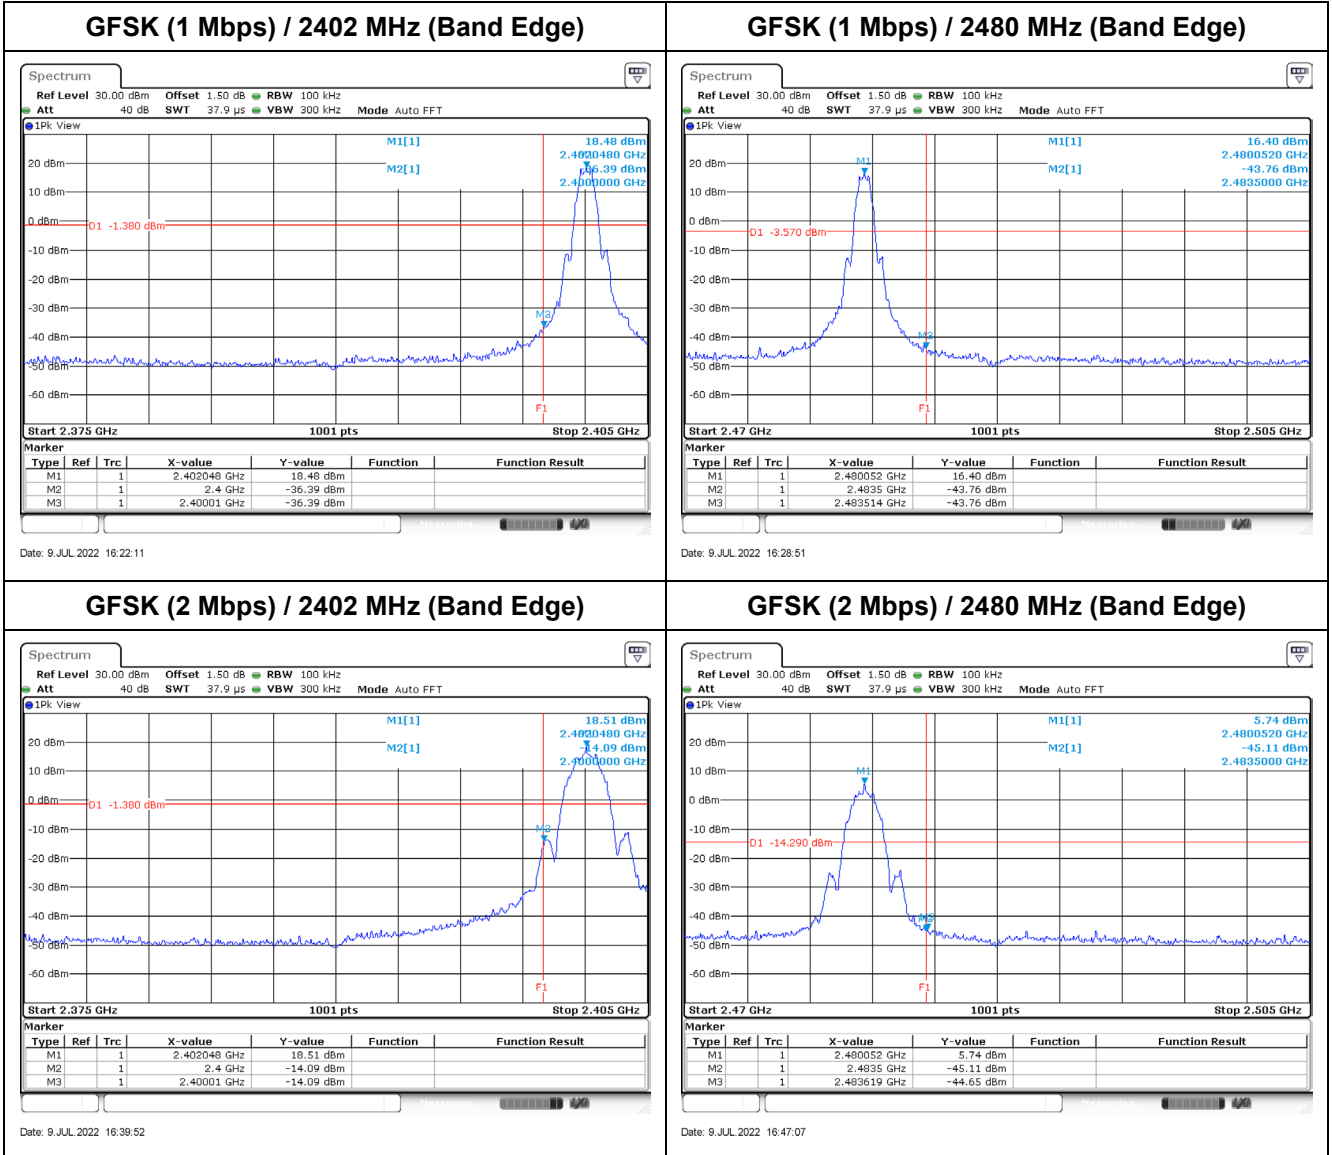 GFSK (1 Mbps) / 2402 MHz (Band Edge)
Spectrum
Ref Level 30.00 dBm Offset 1.50 dB RBW 100 kHz
Att 40 dB SWT 37.9 µs VBW 300 kHz Mode Auto FFT
1Pk View
M1[1] 18.48 dBm
2.4020480 GHz
M2[1] -36.39 dBm
2.4000000 GHz
20 dBm
10 dBm
0 dBm
D1 -1.380 dBm
-10 dBm
-20 dBm
-30 dBm
-40 dBm
-50 dBm
-60 dBm
F1
Start 2.375 GHz 1001 pts Stop 2.405 GHz
Marker
Type Ref Trc X-value Y-value Function Function Result
M1 1 2.402048 GHz 18.48 dBm
M2 1 2.4 GHz -36.39 dBm
M3 1 2.40001 GHz -36.39 dBm
Measuring...
Date: 9.JUL.2022 16:22:11
GFSK (1 Mbps) / 2480 MHz (Band Edge)
Spectrum
Ref Level 30.00 dBm Offset 1.50 dB RBW 100 kHz
Att 40 dB SWT 37.9 µs VBW 300 kHz Mode Auto FFT
1Pk View
M1[1] 16.40 dBm
2.4800520 GHz
M2[1] -43.76 dBm
2.4835000 GHz
20 dBm
M1
10 dBm
0 dBm
D1 -3.570 dBm
-10 dBm
-20 dBm
-30 dBm
-40 dBm
-50 dBm
-60 dBm
F1
Start 2.47 GHz 1001 pts Stop 2.505 GHz
Marker
Type Ref Trc X-value Y-value Function Function Result
M1 1 2.480052 GHz 16.40 dBm
M2 1 2.4835 GHz -43.76 dBm
M3 1 2.483514 GHz -43.76 dBm
Measuring...
Date: 9.JUL.2022 16:28:51
GFSK (2 Mbps) / 2402 MHz (Band Edge)
Spectrum
Ref Level 30.00 dBm Offset 1.50 dB RBW 100 kHz
Att 40 dB SWT 37.9 µs VBW 300 kHz Mode Auto FFT
1Pk View
M1[1] 18.51 dBm
2.4020480 GHz
M2[1] -14.09 dBm
2.4000000 GHz
20 dBm
10 dBm
0 dBm
D1 -1.380 dBm
-10 dBm
-20 dBm
-30 dBm
-40 dBm
-50 dBm
-60 dBm
F1
Start 2.375 GHz 1001 pts Stop 2.405 GHz
Marker
Type Ref Trc X-value Y-value Function Function Result
M1 1 2.402048 GHz 18.51 dBm
M2 1 2.4 GHz -14.09 dBm
M3 1 2.40001 GHz -14.09 dBm
Measuring...
Date: 9.JUL.2022 16:39:52
GFSK (2 Mbps) / 2480 MHz (Band Edge)
Spectrum
Ref Level 30.00 dBm Offset 1.50 dB RBW 100 kHz
Att 40 dB SWT 37.9 µs VBW 300 kHz Mode Auto FFT
1Pk View
M1[1] 5.74 dBm
2.4800520 GHz
M2[1] -45.11 dBm
2.4835000 GHz
20 dBm
10 dBm
M1
0 dBm
-10 dBm
D1 -14.290 dBm
-20 dBm
-30 dBm
-40 dBm
-50 dBm
-60 dBm
F1
Start 2.47 GHz 1001 pts Stop 2.505 GHz
Marker
Type Ref Trc X-value Y-value Function Function Result
M1 1 2.480052 GHz 5.74 dBm
M2 1 2.4835 GHz -45.11 dBm
M3 1 2.483619 GHz -44.65 dBm
Date: 9.JUL.2022 16:47:07